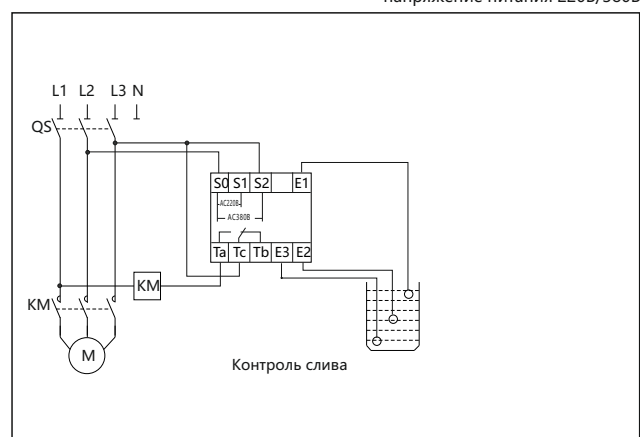 напряжение питания 220В/380В
L1 L2 L3 N
QS
S0 S1 S2 E1
AC220В
AC380В
Ta Tc Tb E3 E2
KM
KM
M
Контроль слива